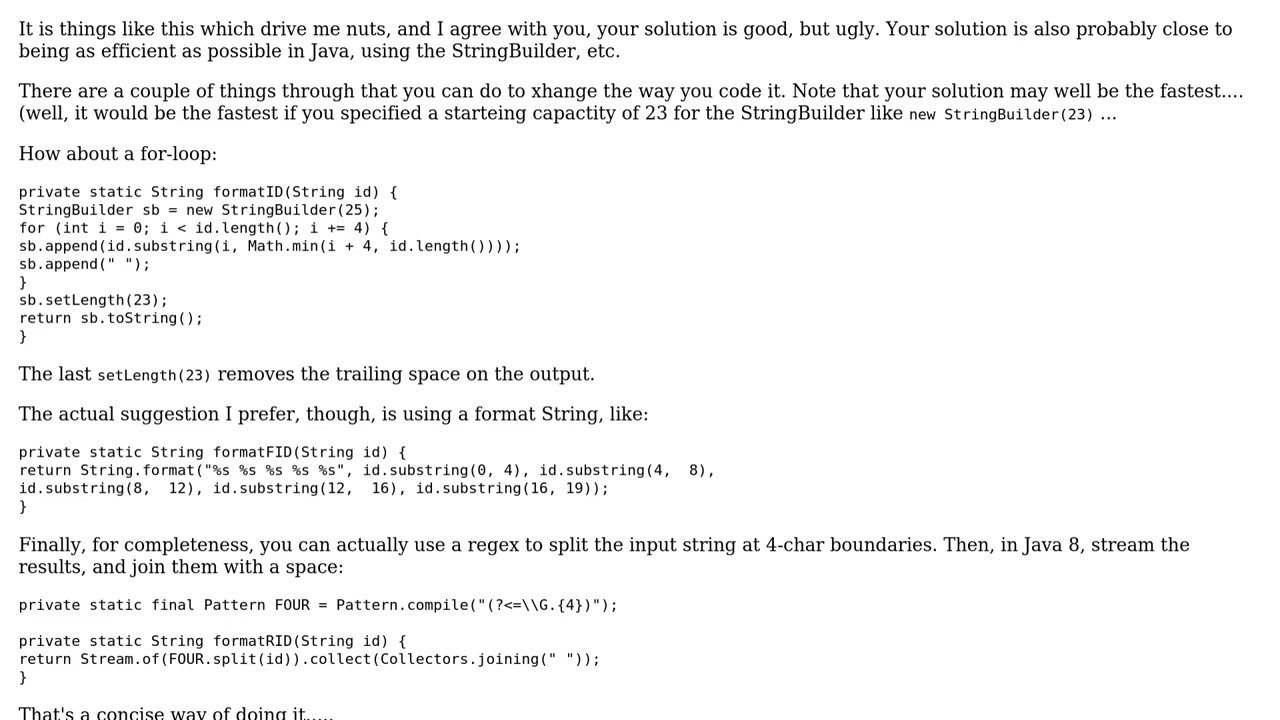 It is things like this which drive me nuts, and I agree with you, your solution is good, but ugly. Your solution is also probably close to
being as efficient as possible in Java, using the StringBuilder, etc.
There are a couple of things through that you can do to xhange the way you code it. Note that your solution may well be the fastest....
(well, it would be the fastest if you specified a starteing capactity of 23 for the StringBuilder like new StringBuilder(23) ...
How about a for-loop:
private static String formatID(String id) {
StringBuilder sb = new StringBuilder(25);
for (int i = 0; i < id.length(); i += 4) {
sb.append(id.substring(i, Math.min(i + 4, id.length())));
sb.append(" ");
}
sb.setLength(23);
return sb.toString();
}
The last setLength(23) removes the trailing space on the output.
The actual suggestion I prefer, though, is using a format String, like:
private static String formatFID(String id) {
return String.format("%s %s %s %s %s", id.substring(0, 4), id.substring(4,  8),
id.substring(8,  12), id.substring(12,  16), id.substring(16, 19));
}
Finally, for completeness, you can actually use a regex to split the input string at 4-char boundaries. Then, in Java 8, stream the
results, and join them with a space:
private static final Pattern FOUR = Pattern.compile("(?<=\\G.{4})");
private static String formatRID(String id) {
return Stream.of(FOUR.split(id)).collect(Collectors.joining(" "));
}
That's a concise way of doing it.....